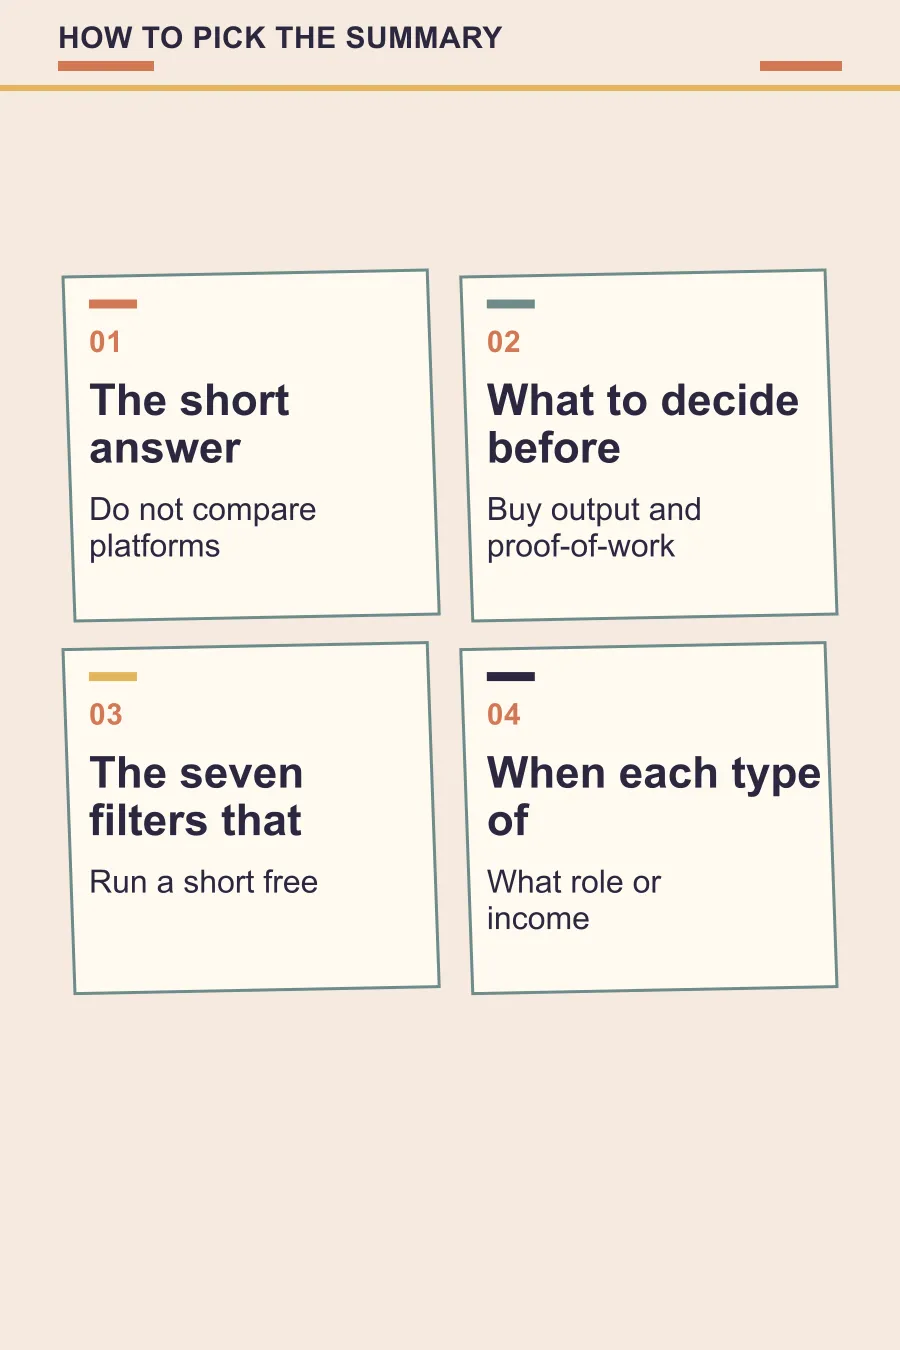 HOW TO PICK THE SUMMARY
01
The short
answer
Do not compare
platforms
02
What to decide
before
Buy output and
proof-of-work
03
The seven
filters that
Run a short free
04
When each type
of
What role or
income